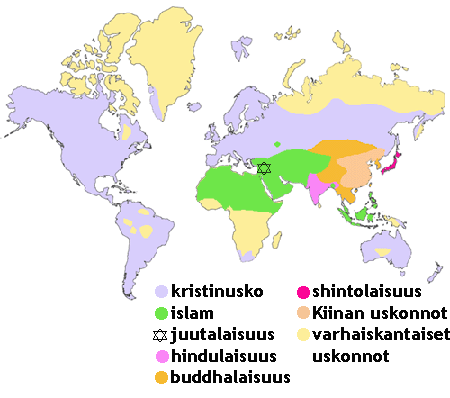 kristinusko
islam
juutalaisuus
hindulaisuus
buddhalaisuus
shintolaisuus
Kiinan uskonnot
varhaiskantaiset
uskonnot